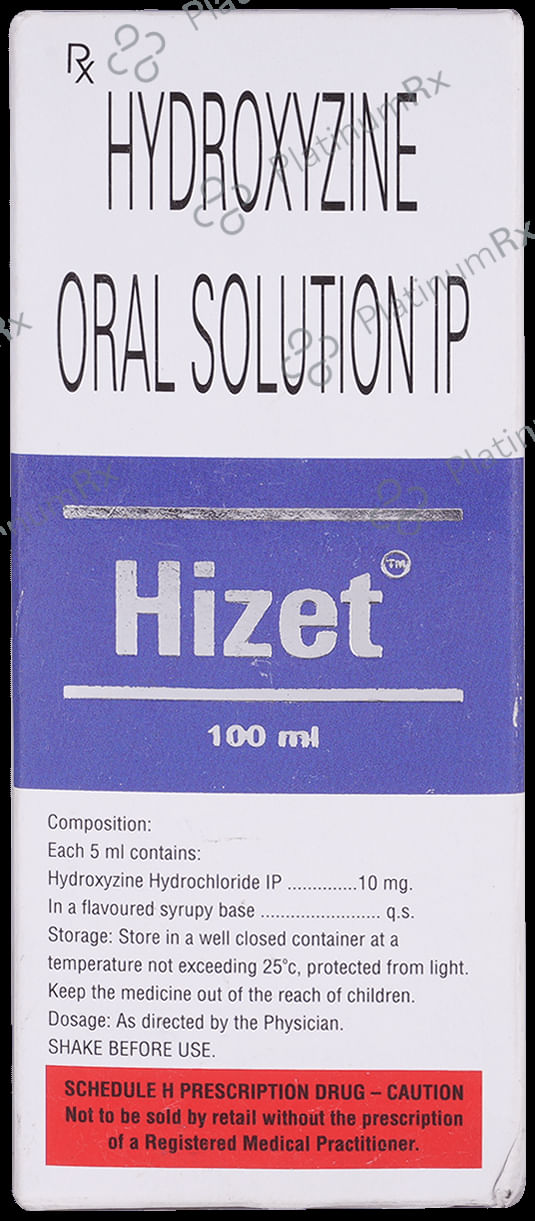 Rx
HYDROXYZINE
ORAL SOLUTION IP
Hizet™
100 ml
Composition:
Each 5 ml contains:
Hydroxyzine Hydrochloride IP ..............10 mg.
In a flavoured syrupy base ........................ q.s.
Storage: Store in a well closed container at a
temperature not exceeding 25°c, protected from light.
Keep the medicine out of the reach of children.
Dosage: As directed by the Physician.
SHAKE BEFORE USE.
SCHEDULE H PRESCRIPTION DRUG – CAUTION
Not to be sold by retail without the prescription
of a Registered Medical Practitioner.
PlatinumRx
PlatinumRx
PlatinumRx